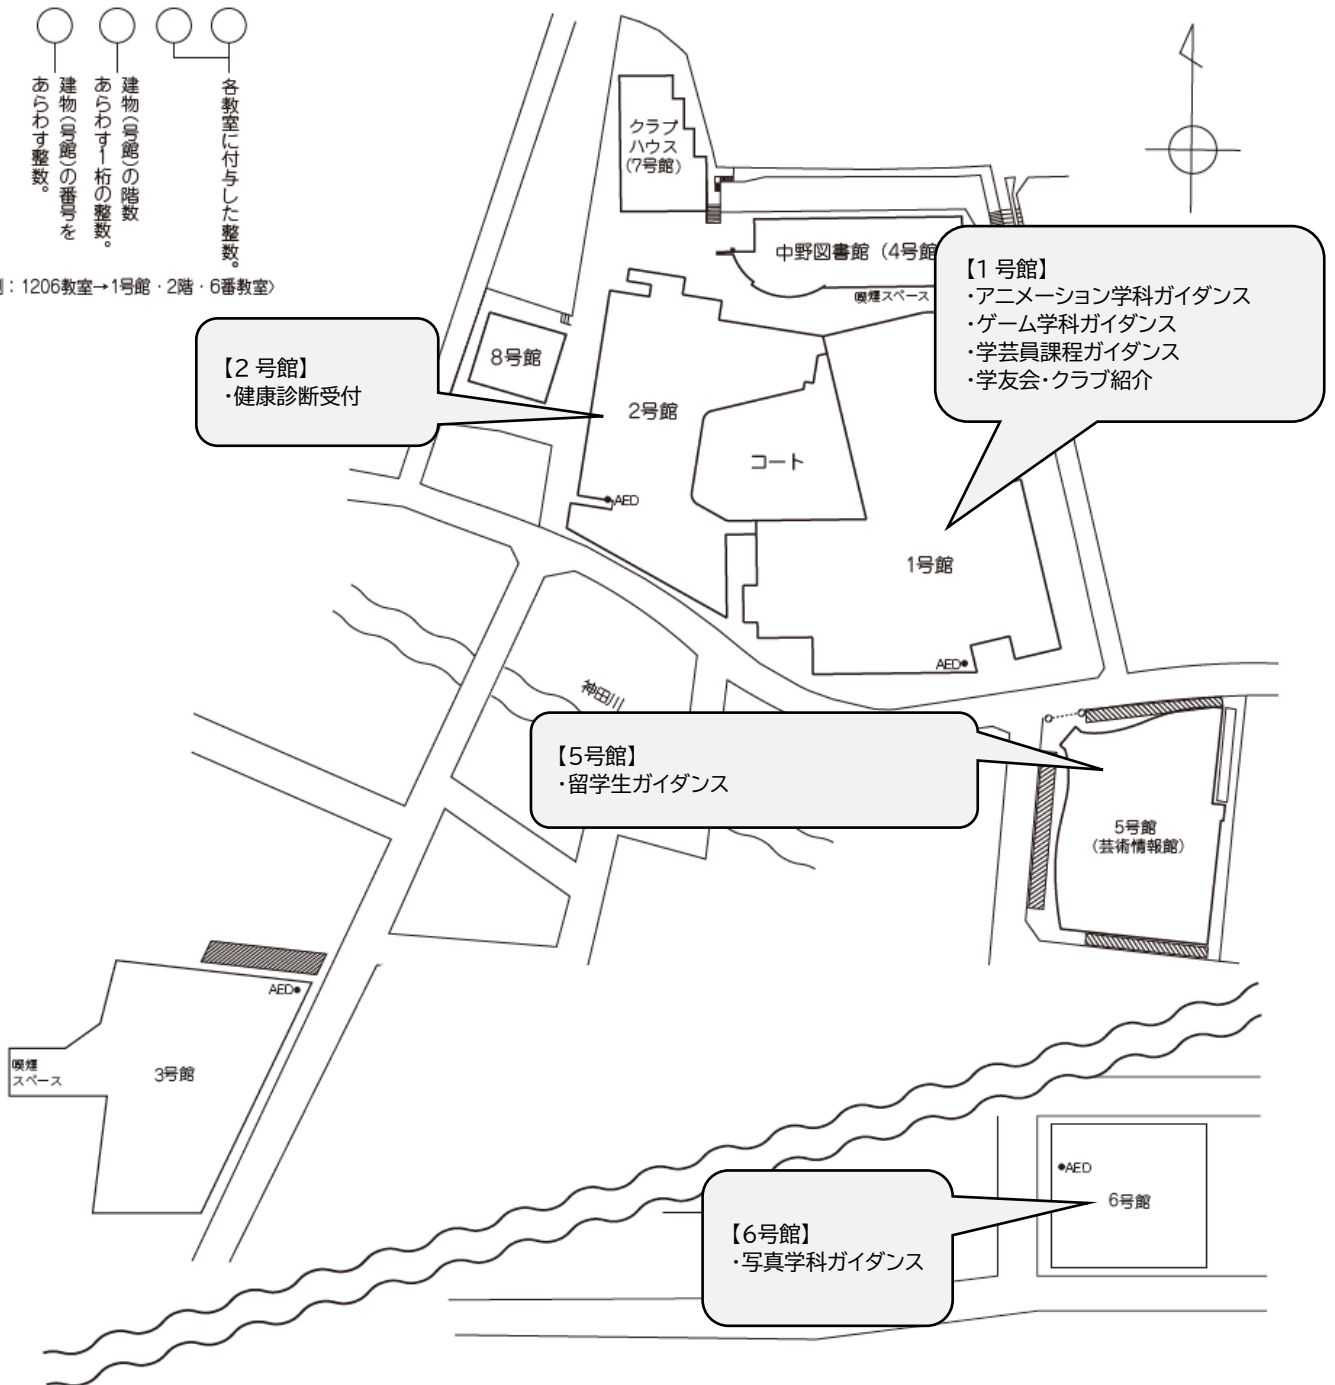 建物（号館）の番号を
あらわす整数。
建物（号館）の階数
あらわす1桁の整数。
各教室に付与した整数。
：1206教室→1号館・2階・6番教室〉
クラブ
ハウス
（7号館）
中野図書館（4号館
喫煙スペース
【1 号館】
・アニメーション学科ガイダンス
・ゲーム学科ガイダンス
・学芸員課程ガイダンス
・学友会・クラブ紹介
8号館
【2 号館】
・健康診断受付
2号館
コート
AED
1号館
AED
神田川
【5号館】
・留学生ガイダンス
5号館
（芸術情報館）
AED
喫煙
スペース
3号館
AED
6号館
【6号館】
・写真学科ガイダンス